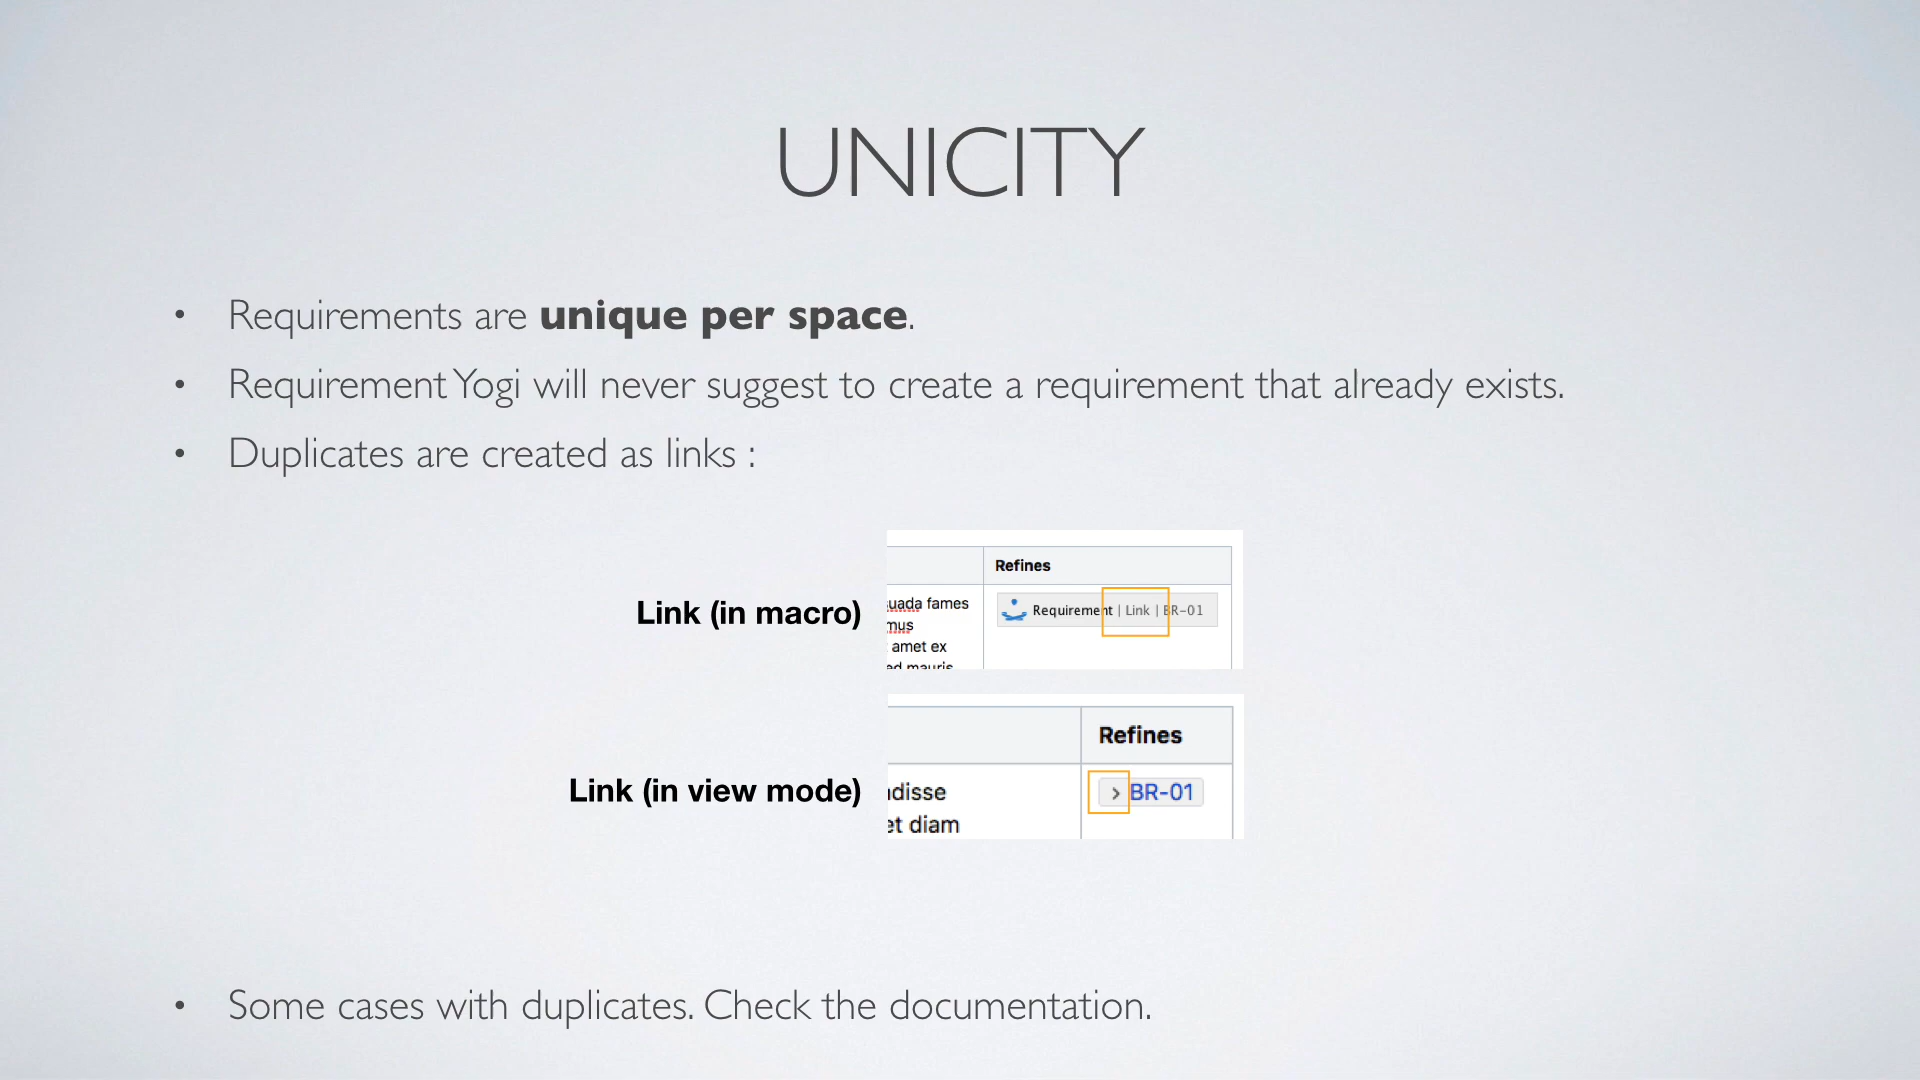 UNICITY
• Requirements are unique per space.
• Requirement Yogi will never suggest to create a requirement that already exists.
• Duplicates are created as links :
Refines
Link (in macro)
uada fames
Requirement | Link | BR-01
mus
amet ex
ed mauris
Refines
Link (in view mode)
disse
> BR-01
et diam
• Some cases with duplicates. Check the documentation.